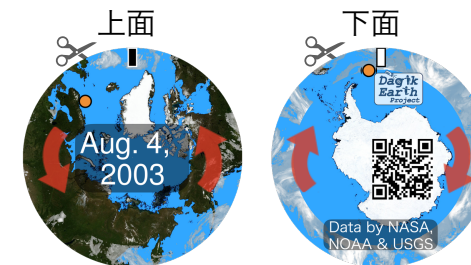 上面
下面
Aug. 4,
2003
Dagik
Earth
Project
Data by NASA,
NOAA & USGS